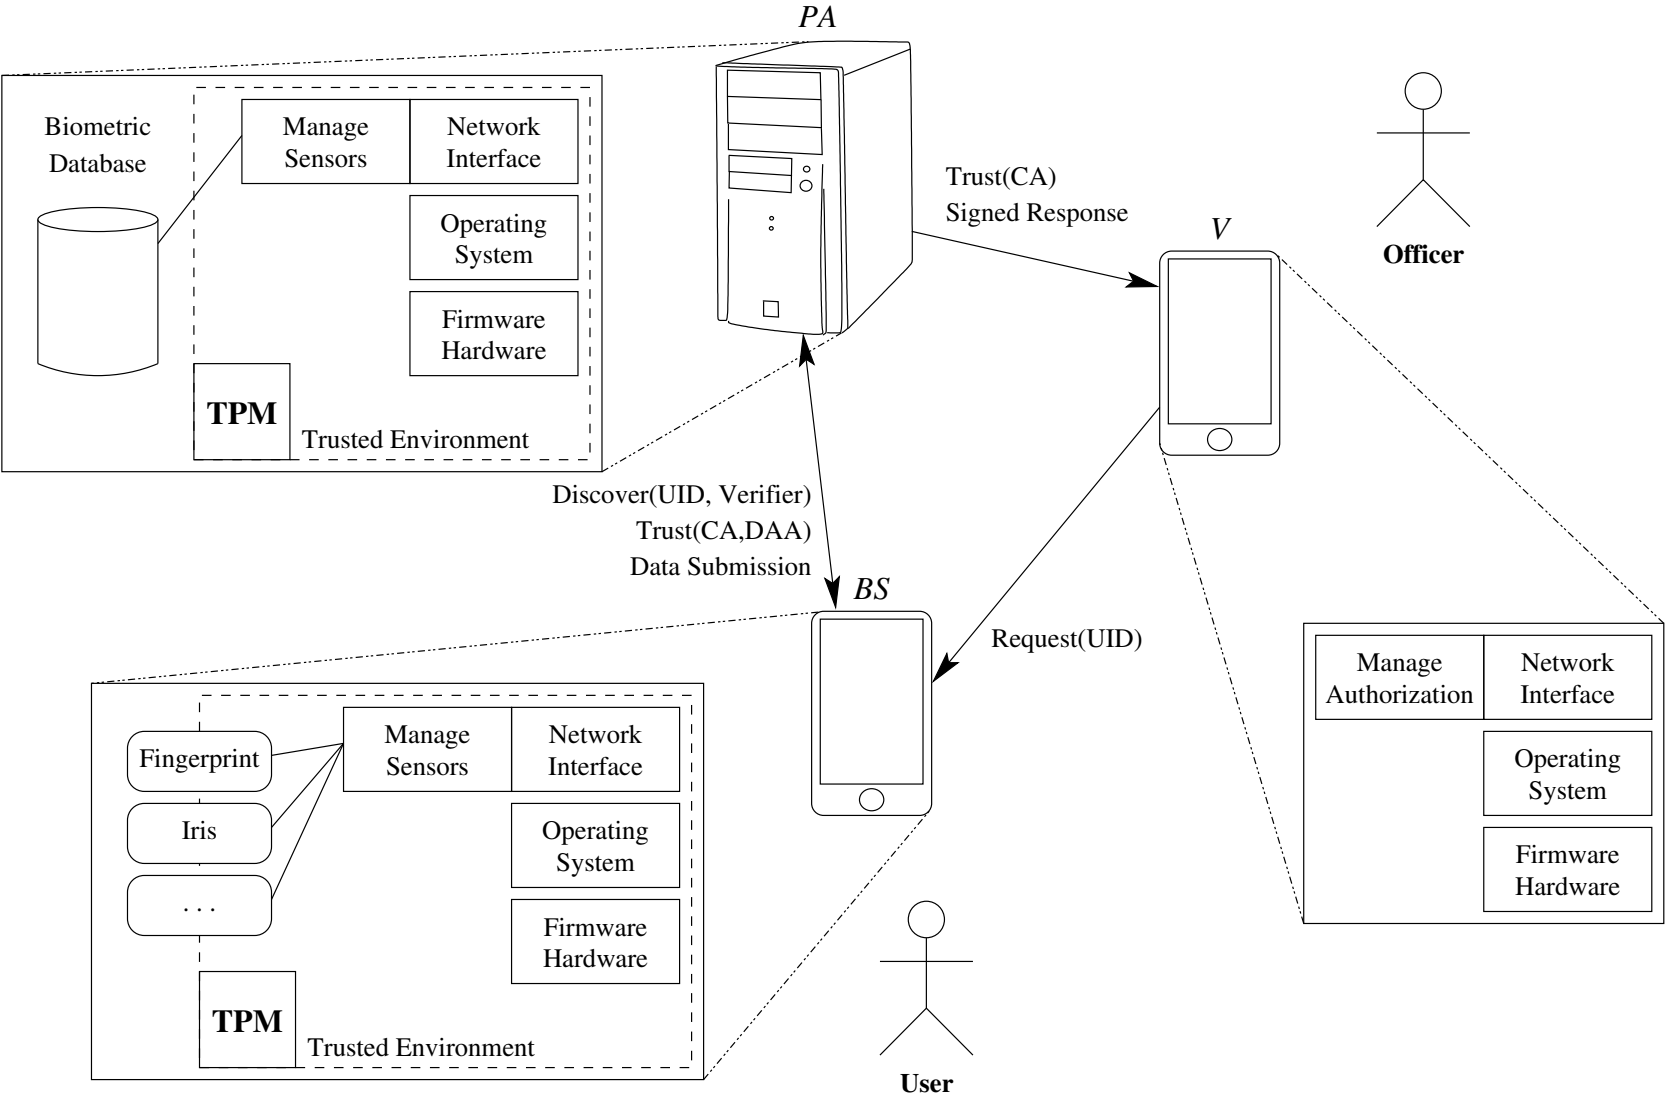 PA
Biometric
Database
Manage
Sensors
Network
Interface
Operating
System
Firmware
Hardware
TPM
Trusted Environment
Trust(CA)
Signed Response
V
Officer
Discover(UID, Verifier)
Trust(CA,DAA)
Data Submission
BS
Request(UID)
Manage
Authorization
Network
Interface
Operating
System
Firmware
Hardware
Fingerprint
Iris
. . .
Manage
Sensors
Network
Interface
Operating
System
Firmware
Hardware
TPM
Trusted Environment
User